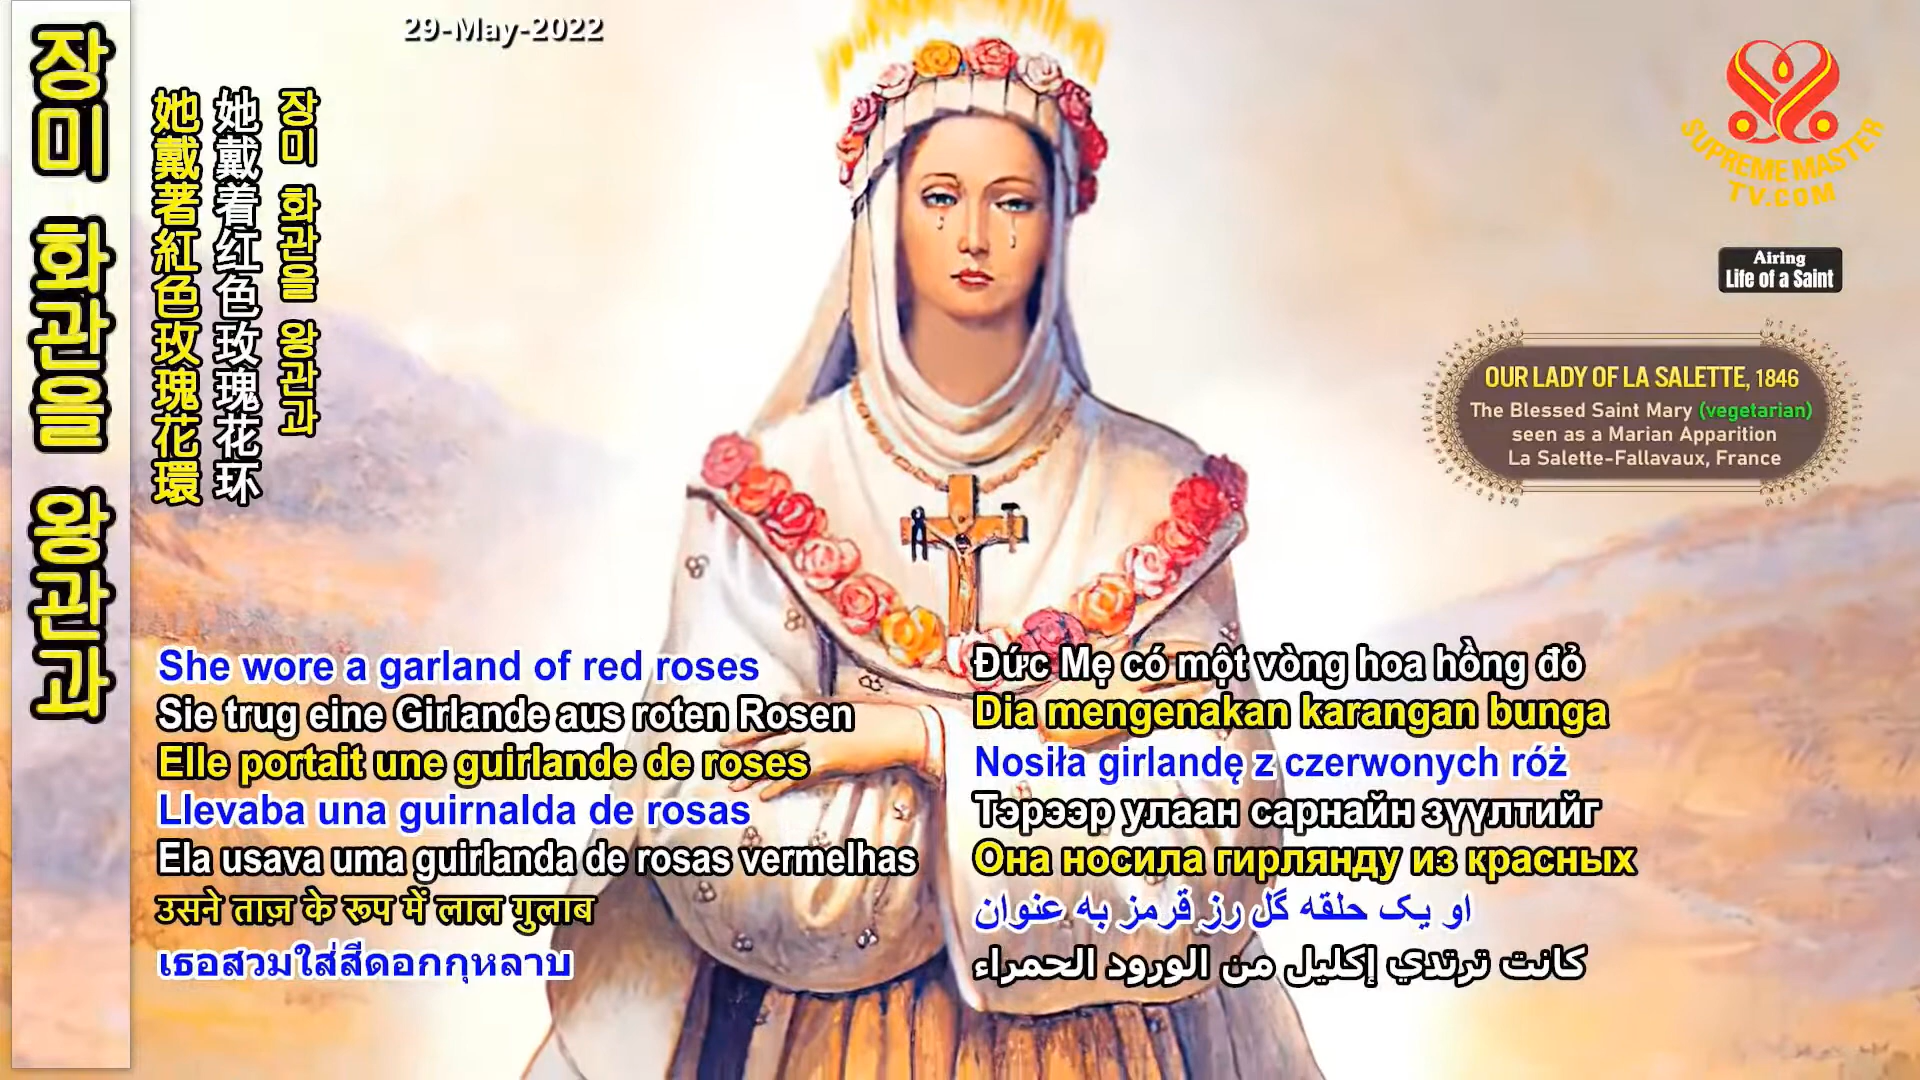 29-May-2022
장미 화관을 왕관과
她戴著紅色玫瑰花環
她戴着红色玫瑰花环
장미 화관을 왕관과
SUPREME MASTER
TV.COM
Airing
Life of a Saint
OUR LADY OF LA SALETTE, 1846
The Blessed Saint Mary (vegetarian)
seen as a Marian Apparition
La Salette-Fallavaux, France
She wore a garland of red roses
Sie trug eine Girlande aus roten Rosen
Elle portait une guirlande de roses
Llevaba una guirnalda de rosas
Ela usava uma guirlanda de rosas vermelhas
उसने ताज़ के रूप में लाल गुलाब
เธอสวมใส่สีดอกกุหลาบ
Đức Mẹ có một vòng hoa hồng đỏ
Dia mengenakan karangan bunga
Nosiła girlandę z czerwonych róż
Тэрээр улаан сарнайн зүүлтийг
Она носила гирлянду из красных
او یک حلقه گل رز قرمز به عنوان
كانت ترتدي إكليل من الورود الحمراء